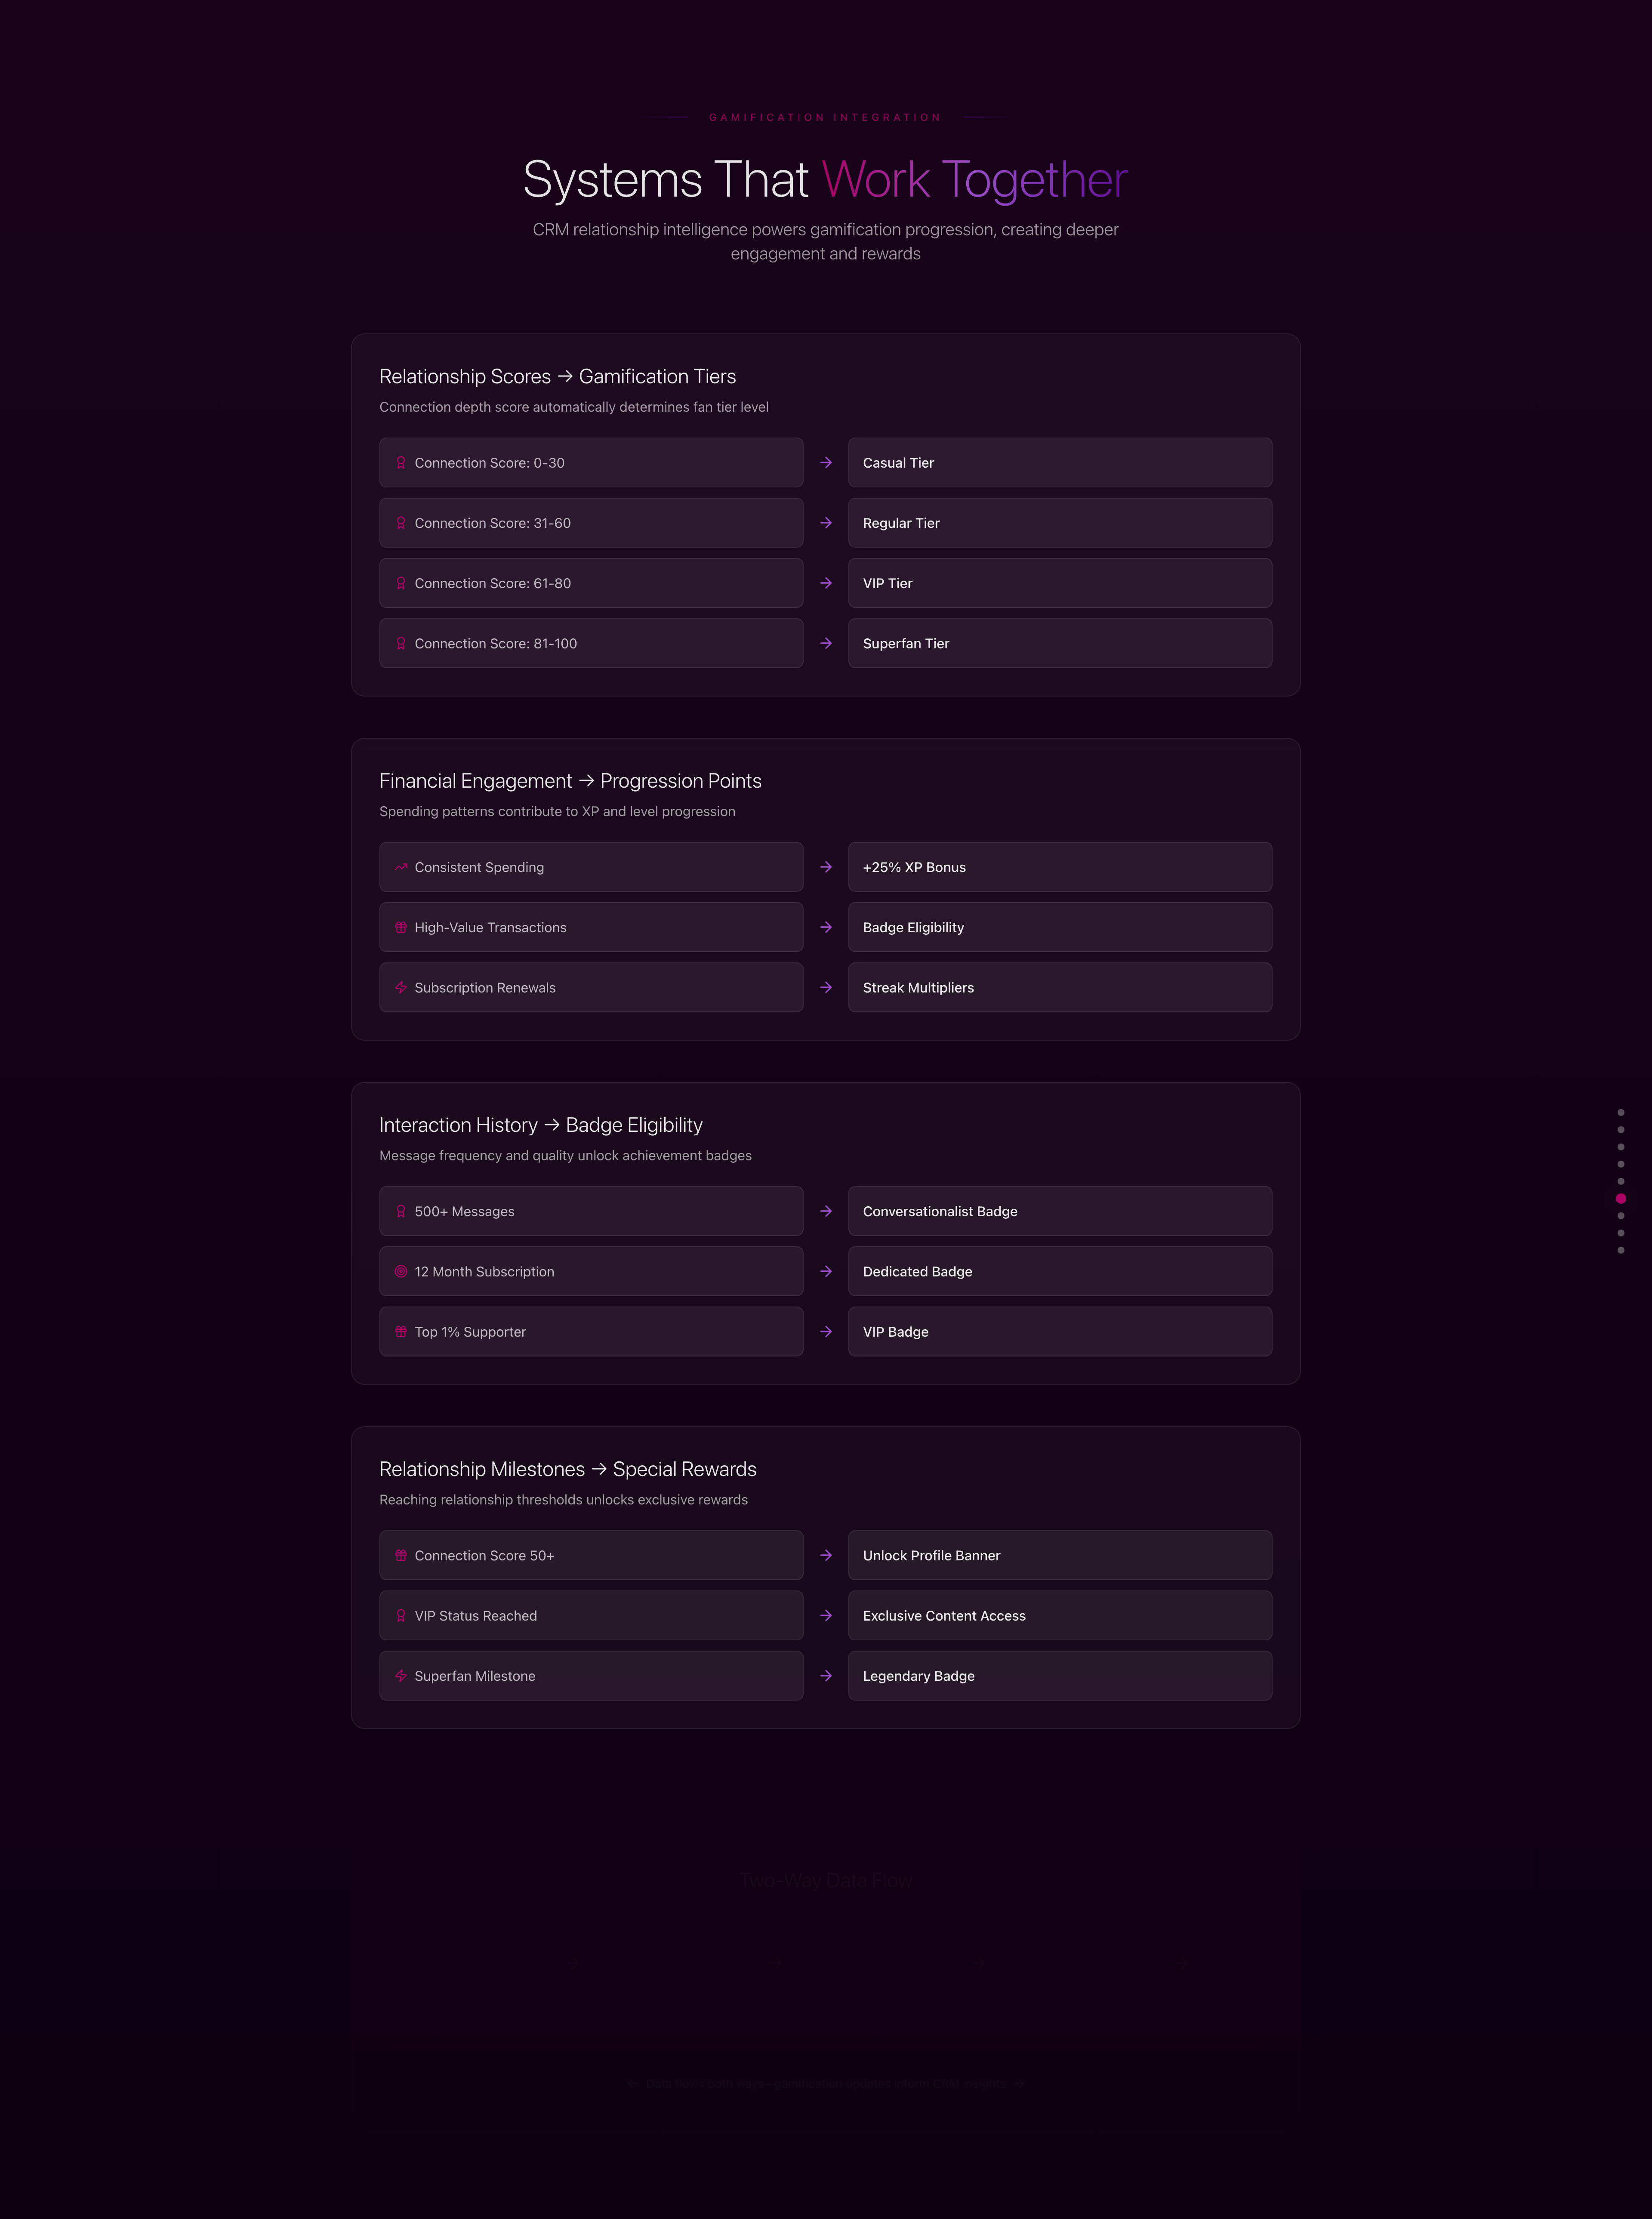 GAMIFICATION INTEGRATION
Systems That Work Together
CRM relationship intelligence powers gamification progression, creating deeper
engagement and rewards
Relationship Scores → Gamification Tiers
Connection depth score automatically determines fan tier level
Connection Score: 0-30 → Casual Tier
Connection Score: 31-60 → Regular Tier
Connection Score: 61-80 → VIP Tier
Connection Score: 81-100 → Superfan Tier
Financial Engagement → Progression Points
Spending patterns contribute to XP and level progression
Consistent Spending → +25% XP Bonus
High-Value Transactions → Badge Eligibility
Subscription Renewals → Streak Multipliers
Interaction History → Badge Eligibility
Message frequency and quality unlock achievement badges
500+ Messages → Conversationalist Badge
12 Month Subscription → Dedicated Badge
Top 1% Supporter → VIP Badge
Relationship Milestones → Special Rewards
Reaching relationship thresholds unlocks exclusive rewards
Connection Score 50+ → Unlock Profile Banner
VIP Status Reached → Exclusive Content Access
Superfan Milestone → Legendary Badge
Two-Way Data Flow